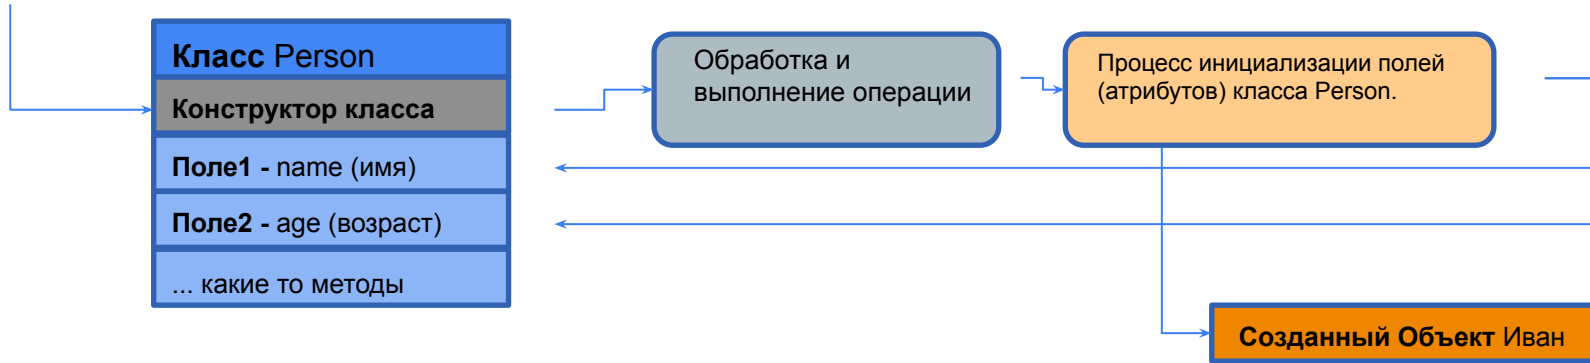 Класс Person
Конструктор класса
Поле1 - name (имя)
Поле2 - age (возраст)
... какие то методы
Обработка и
выполнение операции
Процесс инициализации полей
(атрибутов) класса Person.
Созданный Объект Иван